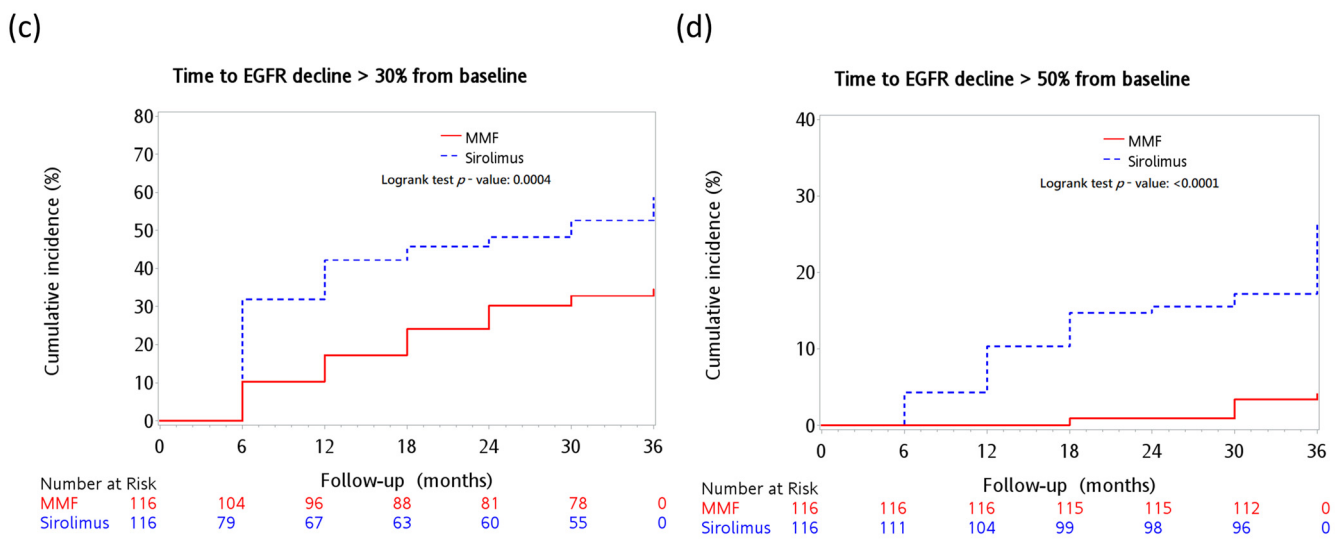 (c)
Time to EGFR decline > 30% from baseline
Cumulative incidence (%)
80
70
60
50
40
30
20
10
0
MMF
Sirolimus
Logrank test p - value: 0.0004
0 6 12 18 24 30 36
Follow-up (months)
Number at Risk
MMF 116 104 96 88 81 78 0
Sirolimus 116 79 67 63 60 55 0
(d)
Time to EGFR decline > 50% from baseline
Cumulative incidence (%)
40
30
20
10
0
MMF
Sirolimus
Logrank test p - value: <0.0001
0 6 12 18 24 30 36
Follow-up (months)
Number at Risk
MMF 116 116 116 115 115 112 0
Sirolimus 116 111 104 99 98 96 0